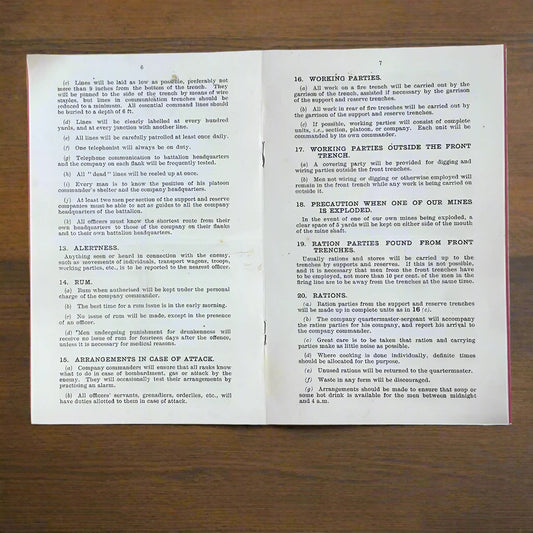 6
(c) Lines will be laid as low as possible, preferably not
more than 9 inches from the bottom of the trench. They
will be pinned to the side of the trench by means of wire
staples, but lines in communication trenches should be
reduced to a minimum. All essential command lines should
be buried to a depth of 6 ft.
(d) Lines will be clearly labelled at every hundred
yards, and at every junction with another line.
(e) All lines will be carefully patrolled at least once daily.
(f) One telephonist will always be on duty.
(g) Telephone communication to battalion headquarters
and the company on each flank will be frequently tested.
(h) All "dead" lines will be reeled up at once.
(i) Every man is to know the position of his platoon
commander's shelter and the company headquarters.
(j) At least two men per section of the support and reserve
companies must be able to act as guides to all the company
headquarters of the battalion.
(k) All officers must know the shortest route from their
own headquarters to those of the company on their flanks
and to their own battalion headquarters.
13. ALERTNESS.
Anything seen or heard in connection with the enemy,
such as movements of individuals, transport wagons, troops,
working parties, etc., is to be reported to the nearest officer.
14. RUM.
(a) Rum when authorised will be kept under the personal
charge of the company commander.
(b) The best time for a rum issue is in the early morning.
(c) No issue of rum will be made, except in the presence
of an officer.
(d) Men undergoing punishment for drunkenness will
receive no issue of rum for fourteen days after the offence,
unless it is necessary for medical reasons.
15. ARRANGEMENTS IN CASE OF ATTACK.
(a) Company commanders will ensure that all ranks know
what to do in case of bombardment, gas or attack by the
enemy. They will occasionally test their arrangements by
practising an alarm.
(b) All officers' servants, grenadiers, orderlies, etc., will
have duties allotted to them in case of attack.
7
16. WORKING PARTIES.
(a) All work on a fire trench will be carried out by the
garrison of the trench, assisted if necessary by the garrison
of the support and reserve trenches.
(b) All work in rear of fire trenches will be carried out by
the garrison of the support and reserve trenches.
(c) If possible, working parties will consist of complete
units, i.e., section, platoon, or company. Each unit will be
commanded by its own commander.
17. WORKING PARTIES OUTSIDE THE FRONT
TRENCH.
(a) A covering party will be provided for digging and
wiring parties outside the front trenches.
(b) Men not wiring or digging or otherwise employed will
remain in the front trench while any work is being carried on
outside it.
18. PRECAUTION WHEN ONE OF OUR MINES
IS EXPLODED.
In the event of one of our own mines being exploded, a
clear space of 5 yards will be kept on either side of the mouth
of the mine shaft.
19. RATION PARTIES FOUND FROM FRONT
TRENCHES.
Usually rations and stores will be carried up to the
trenches by supports and reserves. If this is not possible,
and it is necessary that men from the front trenches have
to be employed, not more than 10 per cent. of the men in the
firing line are to be away from the trenches at the same time.
20. RATIONS.
(a) Ration parties from the support and reserve trenches
will be made up in complete units as in 16 (c).
(b) The company quartermaster-sergeant will accompany
the ration parties for his company, and report his arrival to
the company commander.
(c) Great care is to be taken that ration and carrying
parties make as little noise as possible.
(d) Where cooking is done individually, definite times
should be allocated for the purpose.
(e) Unused rations will be returned to the quartermaster.
(f) Waste in any form will be discouraged.
(g) Arrangements should be made to ensure that soup or
some hot drink is available for the men between midnight
and 4 a.m.